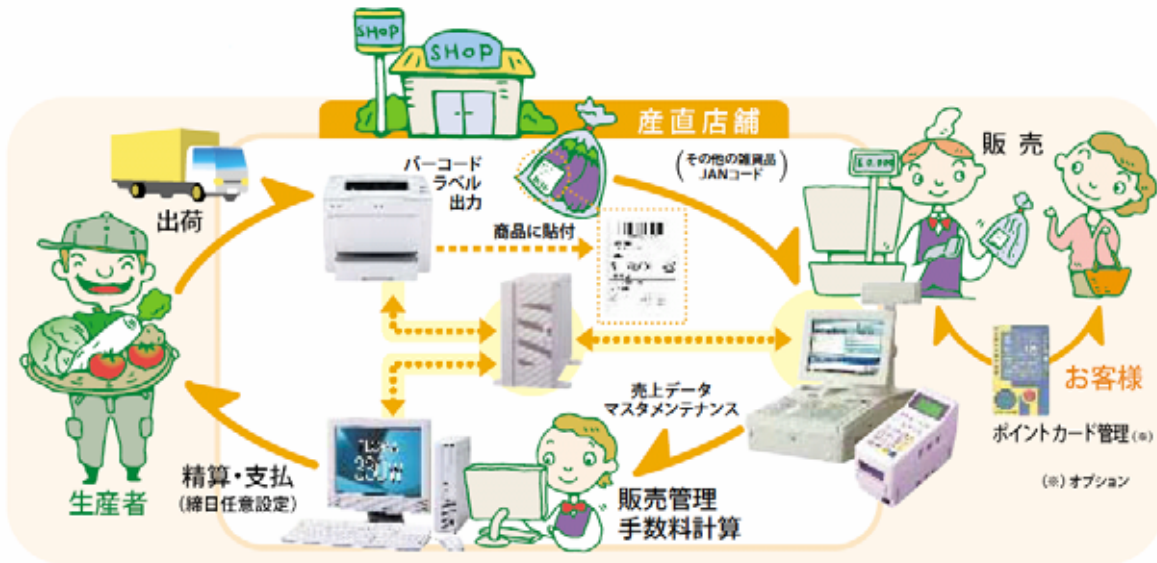 SHOP
SHOP
産直店舗
出荷
バーコード
ラベル
出力
商品に貼付
(その他の雑貨品
JANコード)
販売
生産者
精算・支払
(締日任意設定)
売上データ
マスタメンテナンス
販売管理
手数料計算
お客様
ポイントカード管理(※)
(※)オプション